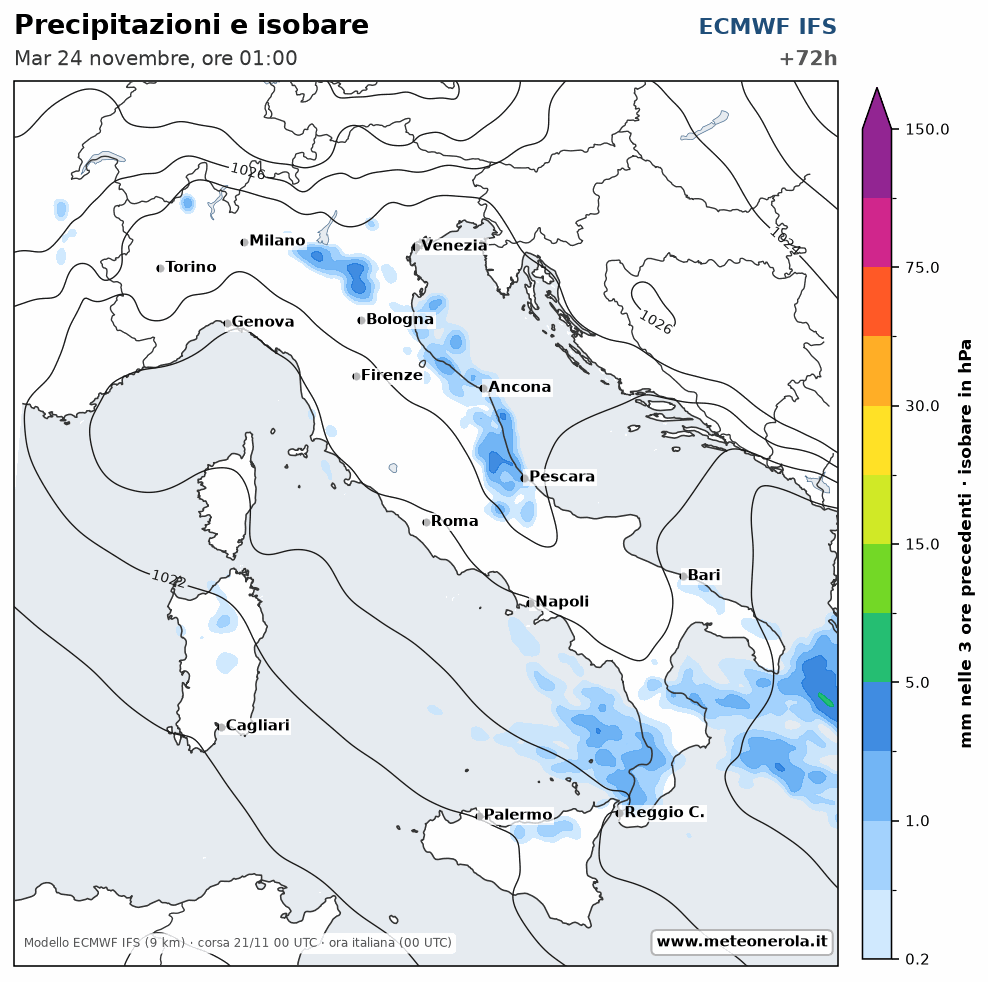 Precipitazioni e isobare
ECMWF IFS
Mar 24 novembre, ore 01:00
+72h
1026
Milano
Venezia
Torino
Genova
Bologna
1026
Firenze
Ancona
Pescara
Roma
1022
Bari
Napoli
Cagliari
Palermo
Reggio C.
150.0
75.0
30.0
15.0
5.0
1.0
0.2
mm nelle 3 ore precedenti · isobare in hPa
Modello ECMWF IFS (9 km) · corsa 21/11 00 UTC · ora italiana (00 UTC)
www.meteonerola.it